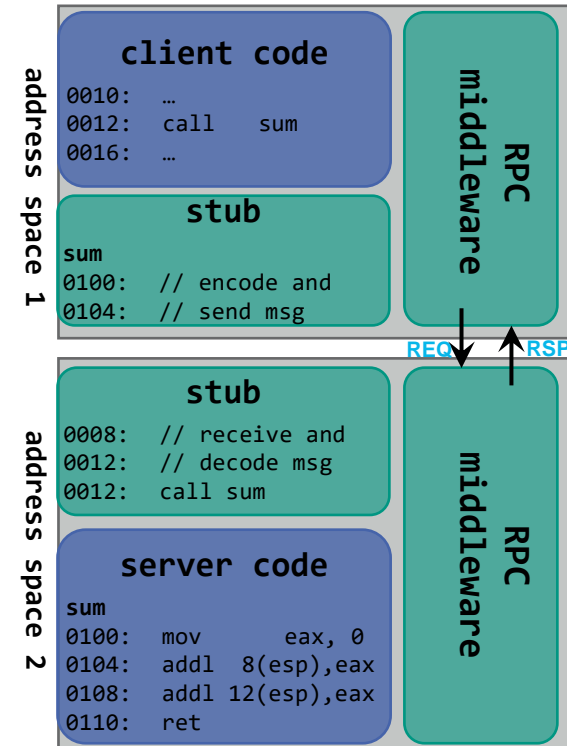 address space 1
client code
0010: …
0012: call sum
0016: …
stub
sum
0100: // encode and
0104: // send msg
RPC
middleware
REQ
RSP
address space 2
stub
0008: // receive and
0012: // decode msg
0012: call sum
server code
sum
0100: mov eax, 0
0104: addl 8(esp),eax
0108: addl 12(esp),eax
0110: ret
RPC
middleware